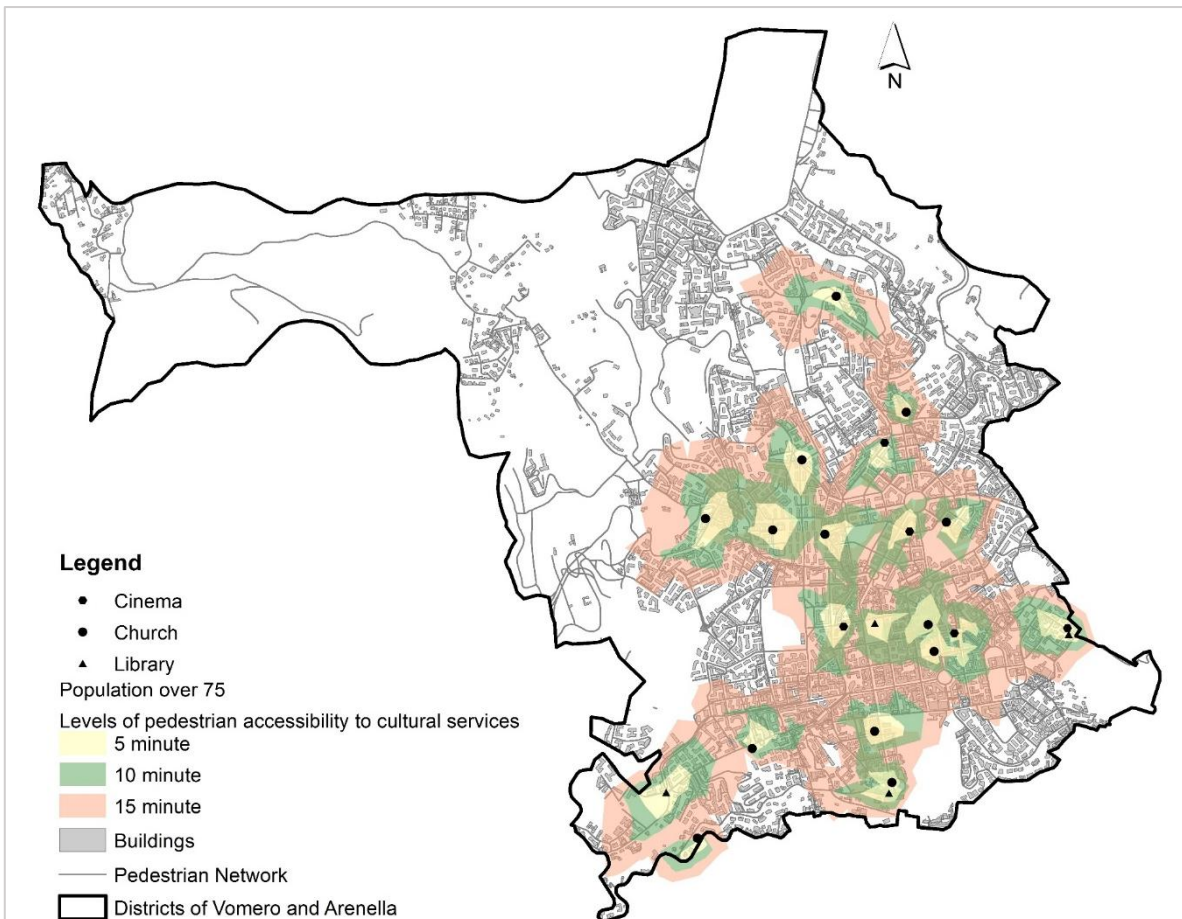 N
Legend
Cinema
Church
Library
Population over 75
Levels of pedestrian accessibility to cultural services
5 minute
10 minute
15 minute
Buildings
Pedestrian Network
Districts of Vomero and Arenella